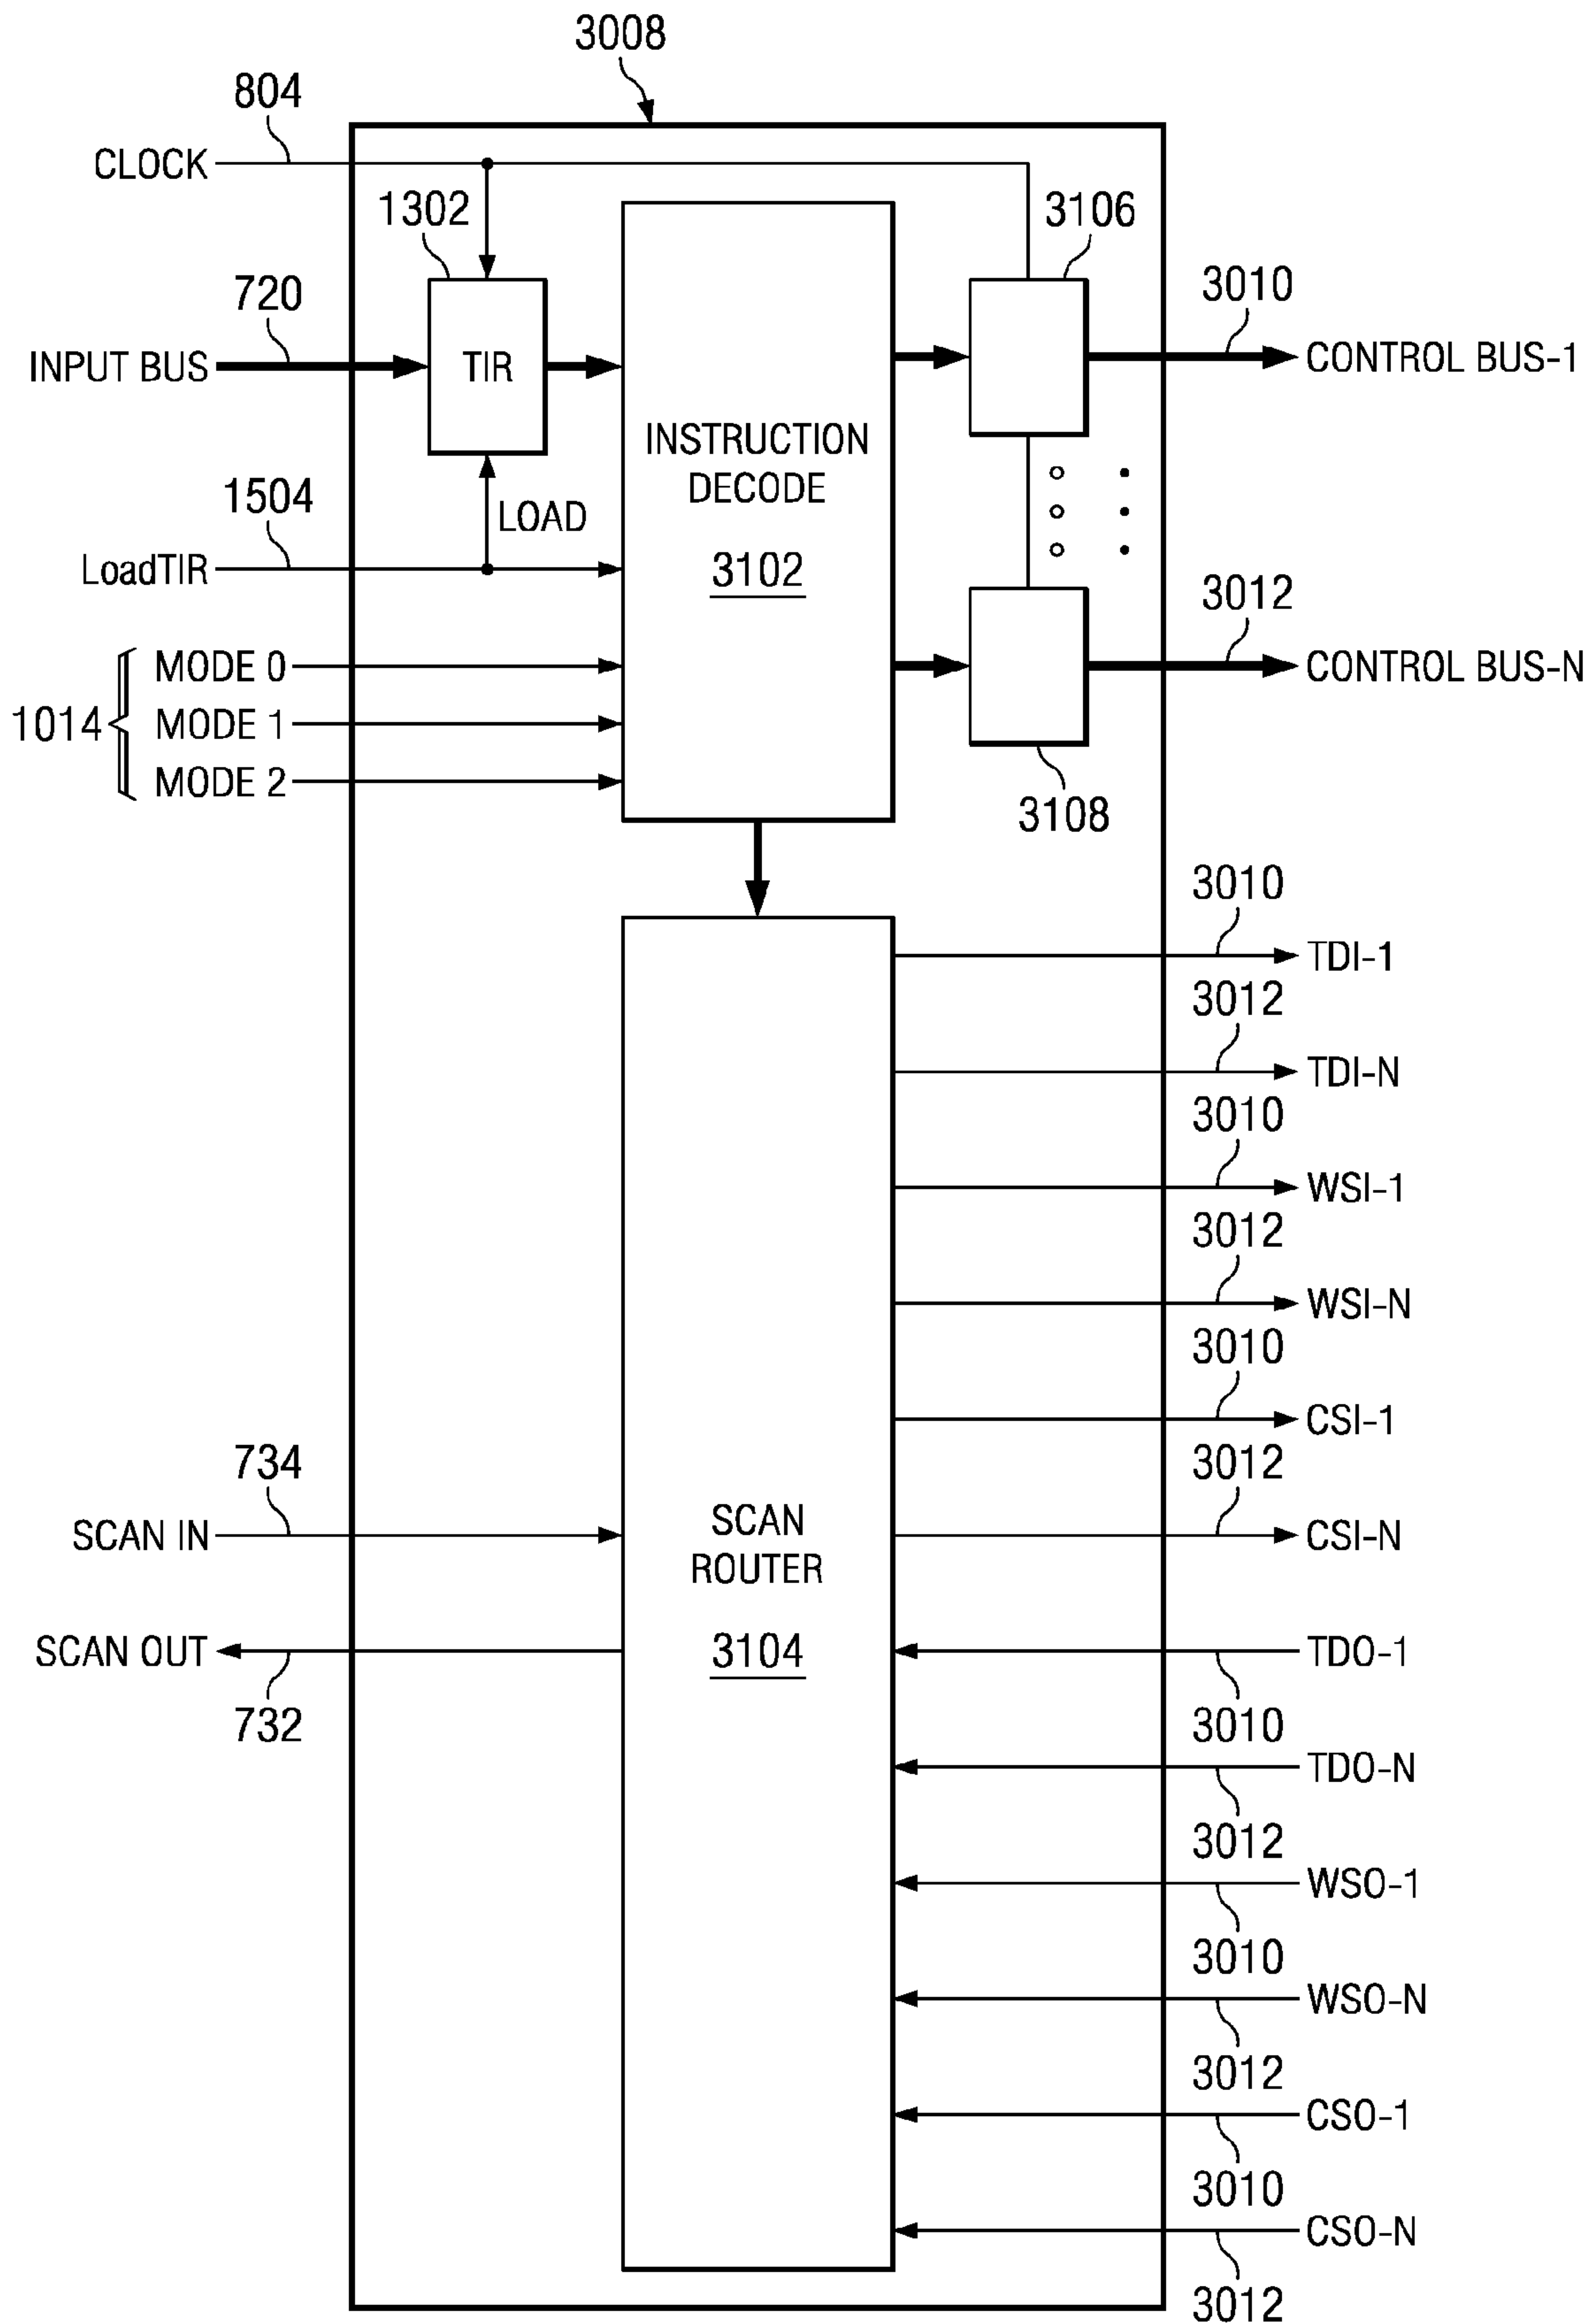 3008
804
CLOCK
1302
3106
720
3010
INPUT BUS
TIR
CONTROL BUS-1
INSTRUCTION
DECODE
3102
1504
LOAD
LoadTIR
3012
MODE 0
CONTROL BUS-N
1014
MODE 1
MODE 2
3108
3010
TDI-1
3012
TDI-N
3010
WSI-1
3012
WSI-N
3010
CSI-1
734
3012
SCAN IN
CSI-N
SCAN
ROUTER
3104
SCAN OUT
TDO-1
732
3010
TDO-N
3012
WSO-1
3010
WSO-N
3012
CSO-1
3010
CSO-N
3012